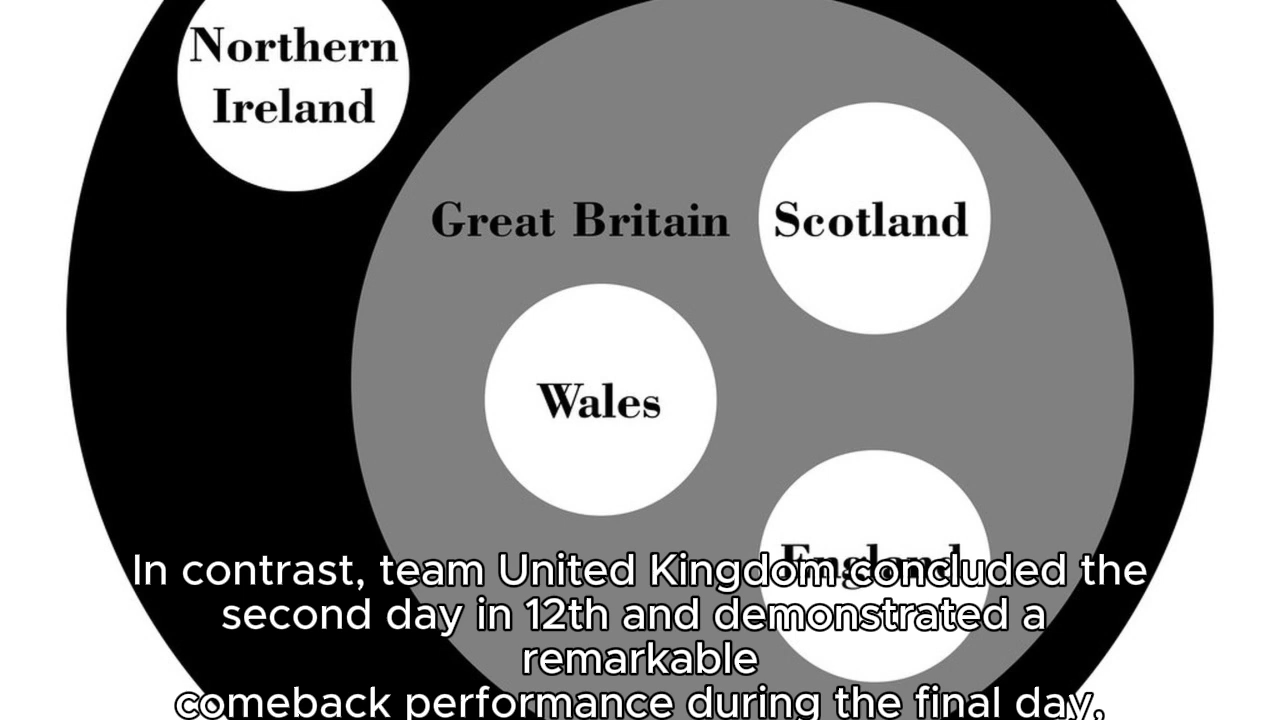 Northern
Ireland
Great Britain
Scotland
Wales
England
In contrast, team United Kingdom concluded the
second day in 12th and demonstrated a
remarkable
comeback performance during the final day,